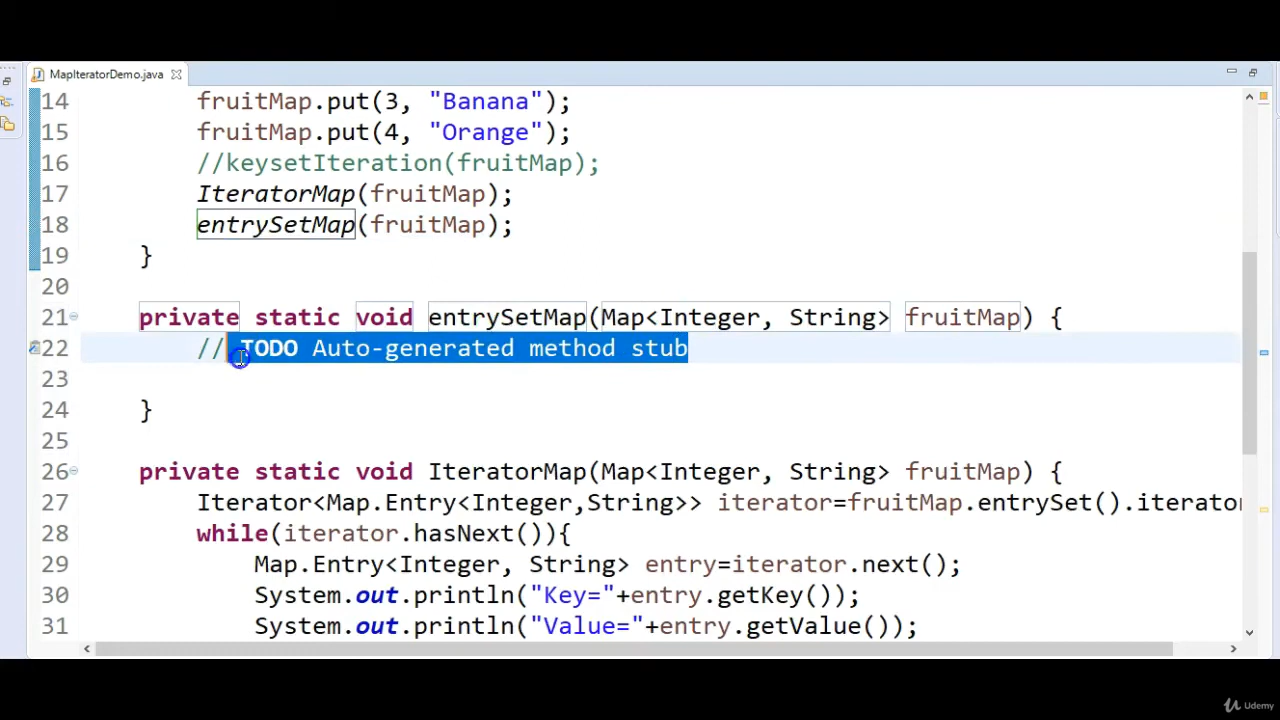 MapIteratorDemo.java
14 fruitMap.put(3, "Banana");
15 fruitMap.put(4, "Orange");
16 //keysetIteration(fruitMap);
17 IteratorMap(fruitMap);
18 entrySetMap(fruitMap);
19 }
20
21 private static void entrySetMap(Map<Integer, String> fruitMap) {
22 // TODO Auto-generated method stub
23
24 }
25
26 private static void IteratorMap(Map<Integer, String> fruitMap) {
27 Iterator<Map.Entry<Integer,String>> iterator=fruitMap.entrySet().iterator
28 while(iterator.hasNext()){
29 Map.Entry<Integer, String> entry=iterator.next();
30 System.out.println("Key="+entry.getKey());
31 System.out.println("Value="+entry.getValue());
Udemy